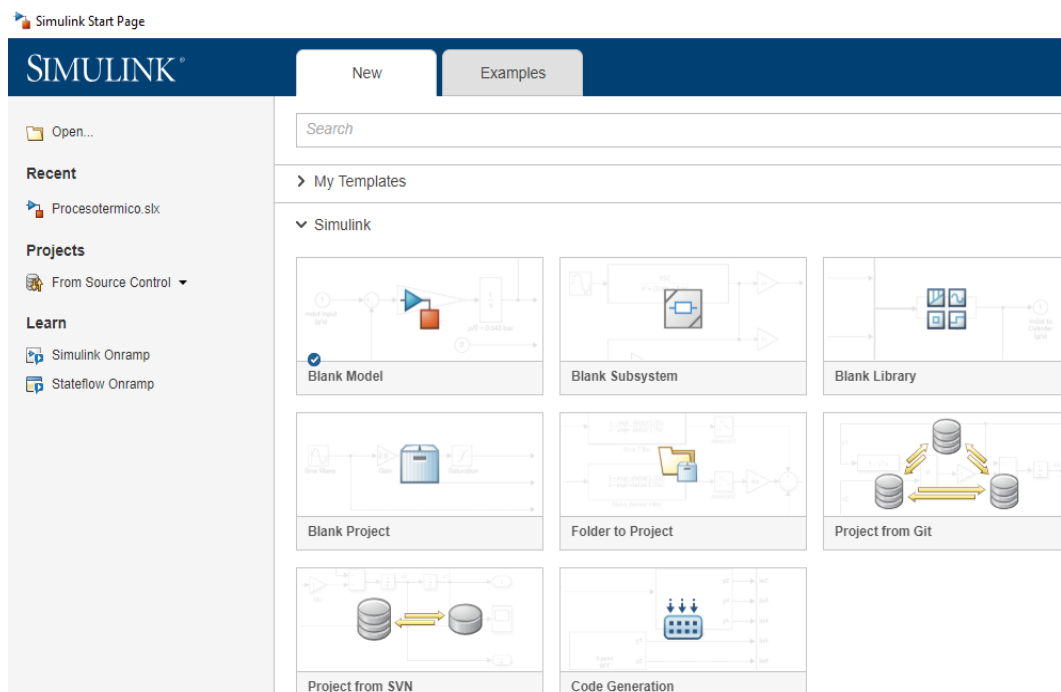 Simulink Start Page
SIMULINK®
New
Examples
Open...
Search
Recent
My Templates
Procesotermico.slx
Simulink
Projects
From Source Control
Learn
Simulink Onramp
Stateflow Onramp
Blank Model
Blank Subsystem
Blank Library
Blank Project
Folder to Project
Project from Git
Project from SVN
Code Generation